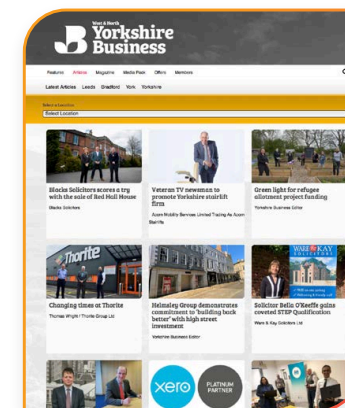 West & North
Yorkshire
Business
Features Articles Magazine Media Pack Offers Members
Latest Articles Leeds Bradford York Yorkshire
Select a Location
Select Location
Blacks Solicitors scores a try
with the sale of Red Hall House
Blacks Solicitors
Veteran TV newsman to
promote Yorkshire stairlift
firm
Acorn Mobility Services Limited Trading As Acorn
Stairlifts
Green light for refugee
allotment project funding
Yorkshire Business Editor
Thorite
WARE & KAY
SOLICITORS
Changing times at Thorite
Thomas Wright / Thorite Group Ltd
Helmsley Group demonstrates
commitment to 'building back
better' with high street
investment
Yorkshire Business Editor
Solicitor Bella O'Keeffe gains
coveted STEP Qualification
Ware & Kay Solicitors Ltd
xero
PLATINUM
PARTNER